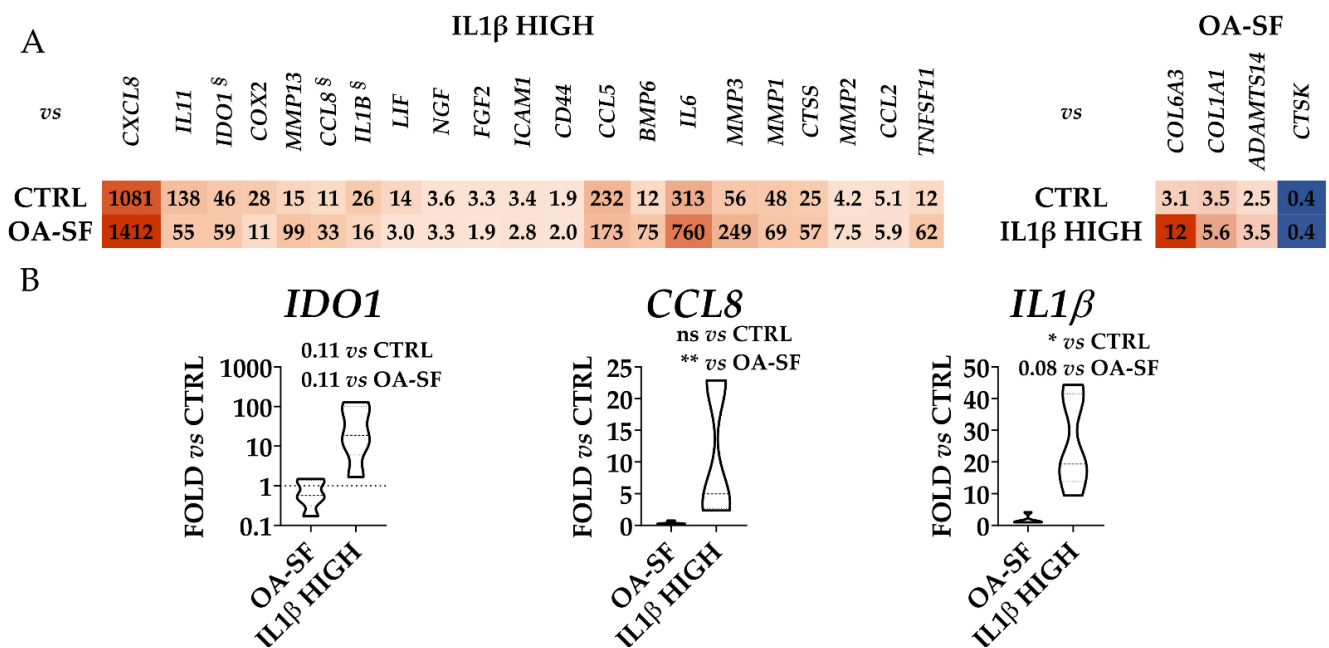 A
IL1β HIGH
OA-SF
vs
CXCL8
IL11
IDO1 §
COX2
MMP13
CCL8 §
IL1B §
LIF
NGF
FGF2
ICAM1
CD44
CCL5
BMP6
IL6
MMP3
MMP1
CTSS
MMP2
CCL2
TNFSF11
vs
COL6A3
COL1A1
ADAMTS14
CTSK
CTRL 1081 138 46 28 15 11 26 14 3.6 3.3 3.4 1.9 232 12 313 56 48 25 4.2 5.1 12
CTRL 3.1 3.5 2.5 0.4
OA-SF 1412 55 59 11 99 33 16 3.0 3.3 1.9 2.8 2.0 173 75 760 249 69 57 7.5 5.9 62
IL1β HIGH 12 5.6 3.5 0.4
B
IDO1
0.11 vs CTRL
0.11 vs OA-SF
FOLD vs CTRL
1000
100
10
1
0.1
OA-SF
IL1β HIGH
CCL8
ns vs CTRL
** vs OA-SF
FOLD vs CTRL
25
20
15
10
5
0
OA-SF
IL1β HIGH
IL1β
* vs CTRL
0.08 vs OA-SF
FOLD vs CTRL
50
40
30
20
10
0
OA-SF
IL1β HIGH